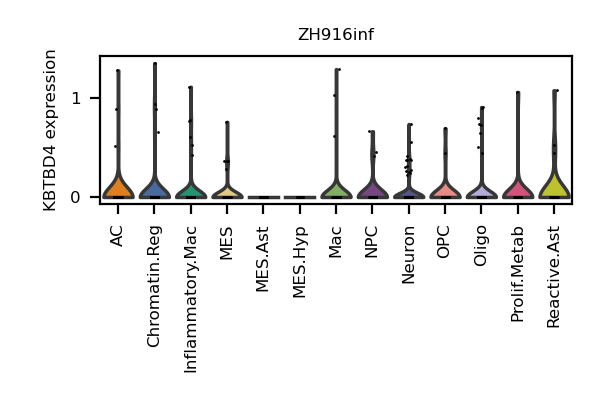 ZH916inf
KBTBD4 expression
1
0
AC
Chromatin.Reg
Inflammatory.Mac
MES
MES.Ast
MES.Hyp
Mac
NPC
Neuron
OPC
Oligo
Prolif.Metab
Reactive.Ast